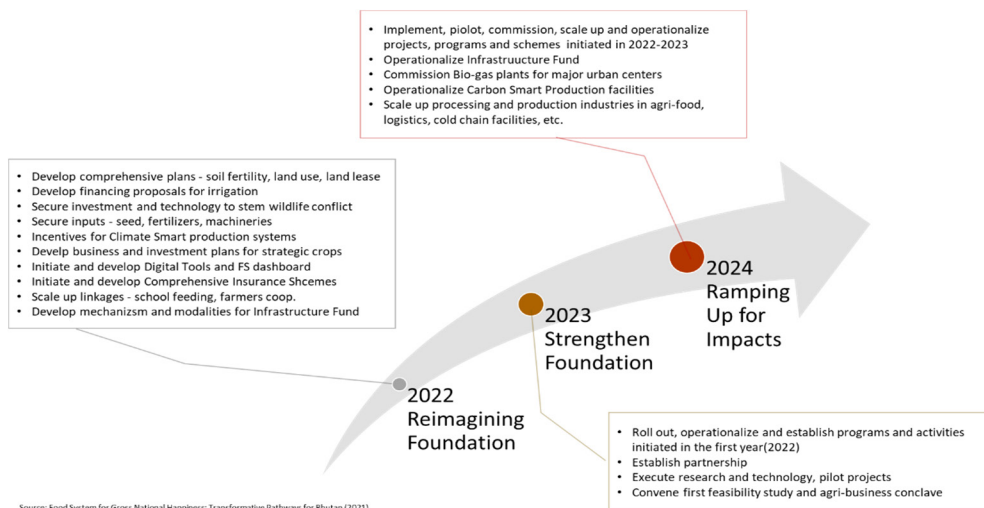 • Implement, piolot, commission, scale up and operationalize
projects, programs and schemes initiated in 2022-2023
• Operationalize Infrastruucture Fund
• Commission Bio-gas plants for major urban centers
• Operationalize Carbon Smart Production facilities
• Scale up processing and production industries in agri-food,
logistics, cold chain facilities, etc.
• Develop comprehensive plans - soil fertility, land use, land lease
• Develop financing proposals for irrigation
• Secure investment and technology to stem wildlife conflict
• Secure inputs - seed, fertilizers, machineries
• Incentives for Climate Smart production systems
• Develp business and investment plans for strategic crops
• Initiate and develop Digital Tools and FS dashboard
• Initiate and develop Comprehensive Insurance Shcemes
• Scale up linkages - school feeding, farmers coop.
• Develop mechanizsm and modalities for Infrastructure Fund
2022
Reimagining
Foundation
2023
Strengthen
Foundation
2024
Ramping
Up for
Impacts
• Roll out, operationalize and establish programs and activities
initiated in the first year(2022)
• Establish partnership
• Execute research and technology, pilot projects
• Convene first feasibility study and agri-business conclave
Source: Food System for Gross National Happiness: Transformative Pathway for Bhutan (2021)